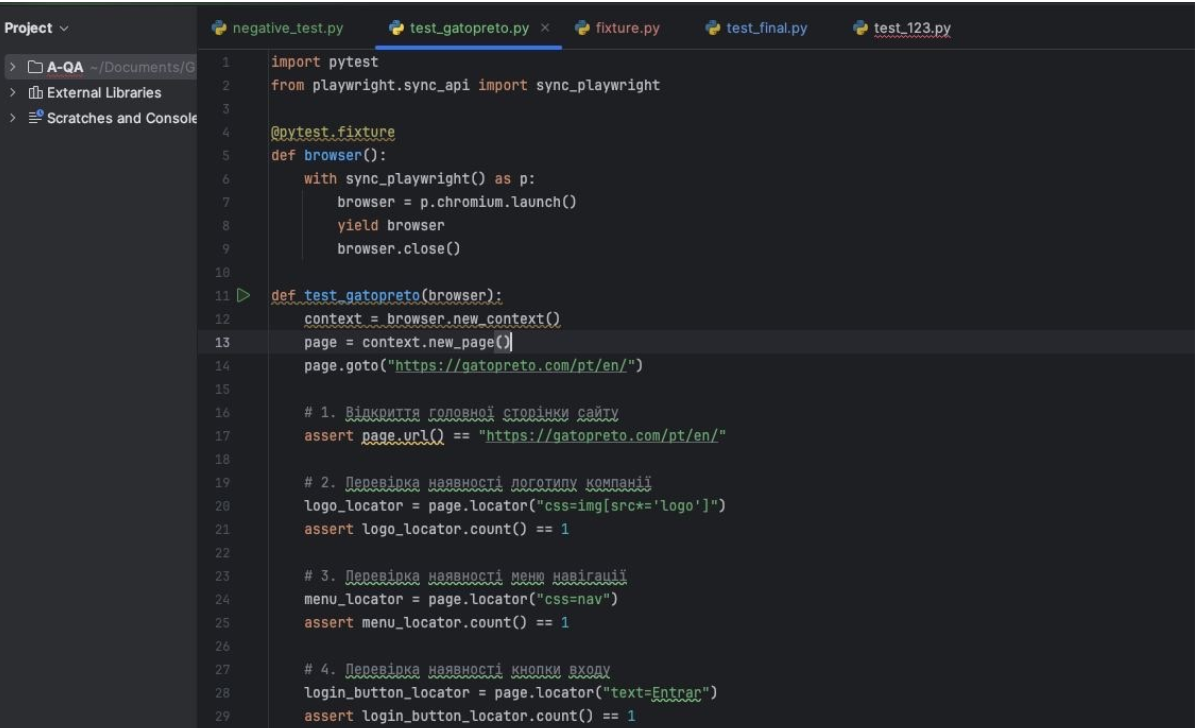 Project
negative_test.py
test_gatopreto.py
fixture.py
test_final.py
test_123.py
A-QA ~/Documents/G
External Libraries
Scratches and Console
1 import pytest
2 from playwright.sync_api import sync_playwright
3
4 @pytest.fixture
5 def browser():
6     with sync_playwright() as p:
7         browser = p.chromium.launch()
8         yield browser
9         browser.close()
10
11 def test_gatopreto(browser):
12     context = browser.new_context()
13     page = context.new_page()
14     page.goto("https://gatopreto.com/pt/en/")
15
16     # 1. Відкриття головної сторінки сайту
17     assert page.url() == "https://gatopreto.com/pt/en/"
18
19     # 2. Перевірка наявності логотипу компанії
20     logo_locator = page.locator("css=img[src*='logo']")
21     assert logo_locator.count() == 1
22
23     # 3. Перевірка наявності меню навігації
24     menu_locator = page.locator("css=nav")
25     assert menu_locator.count() == 1
26
27     # 4. Перевірка наявності кнопки входу
28     login_button_locator = page.locator("text=Entrar")
29     assert login_button_locator.count() == 1